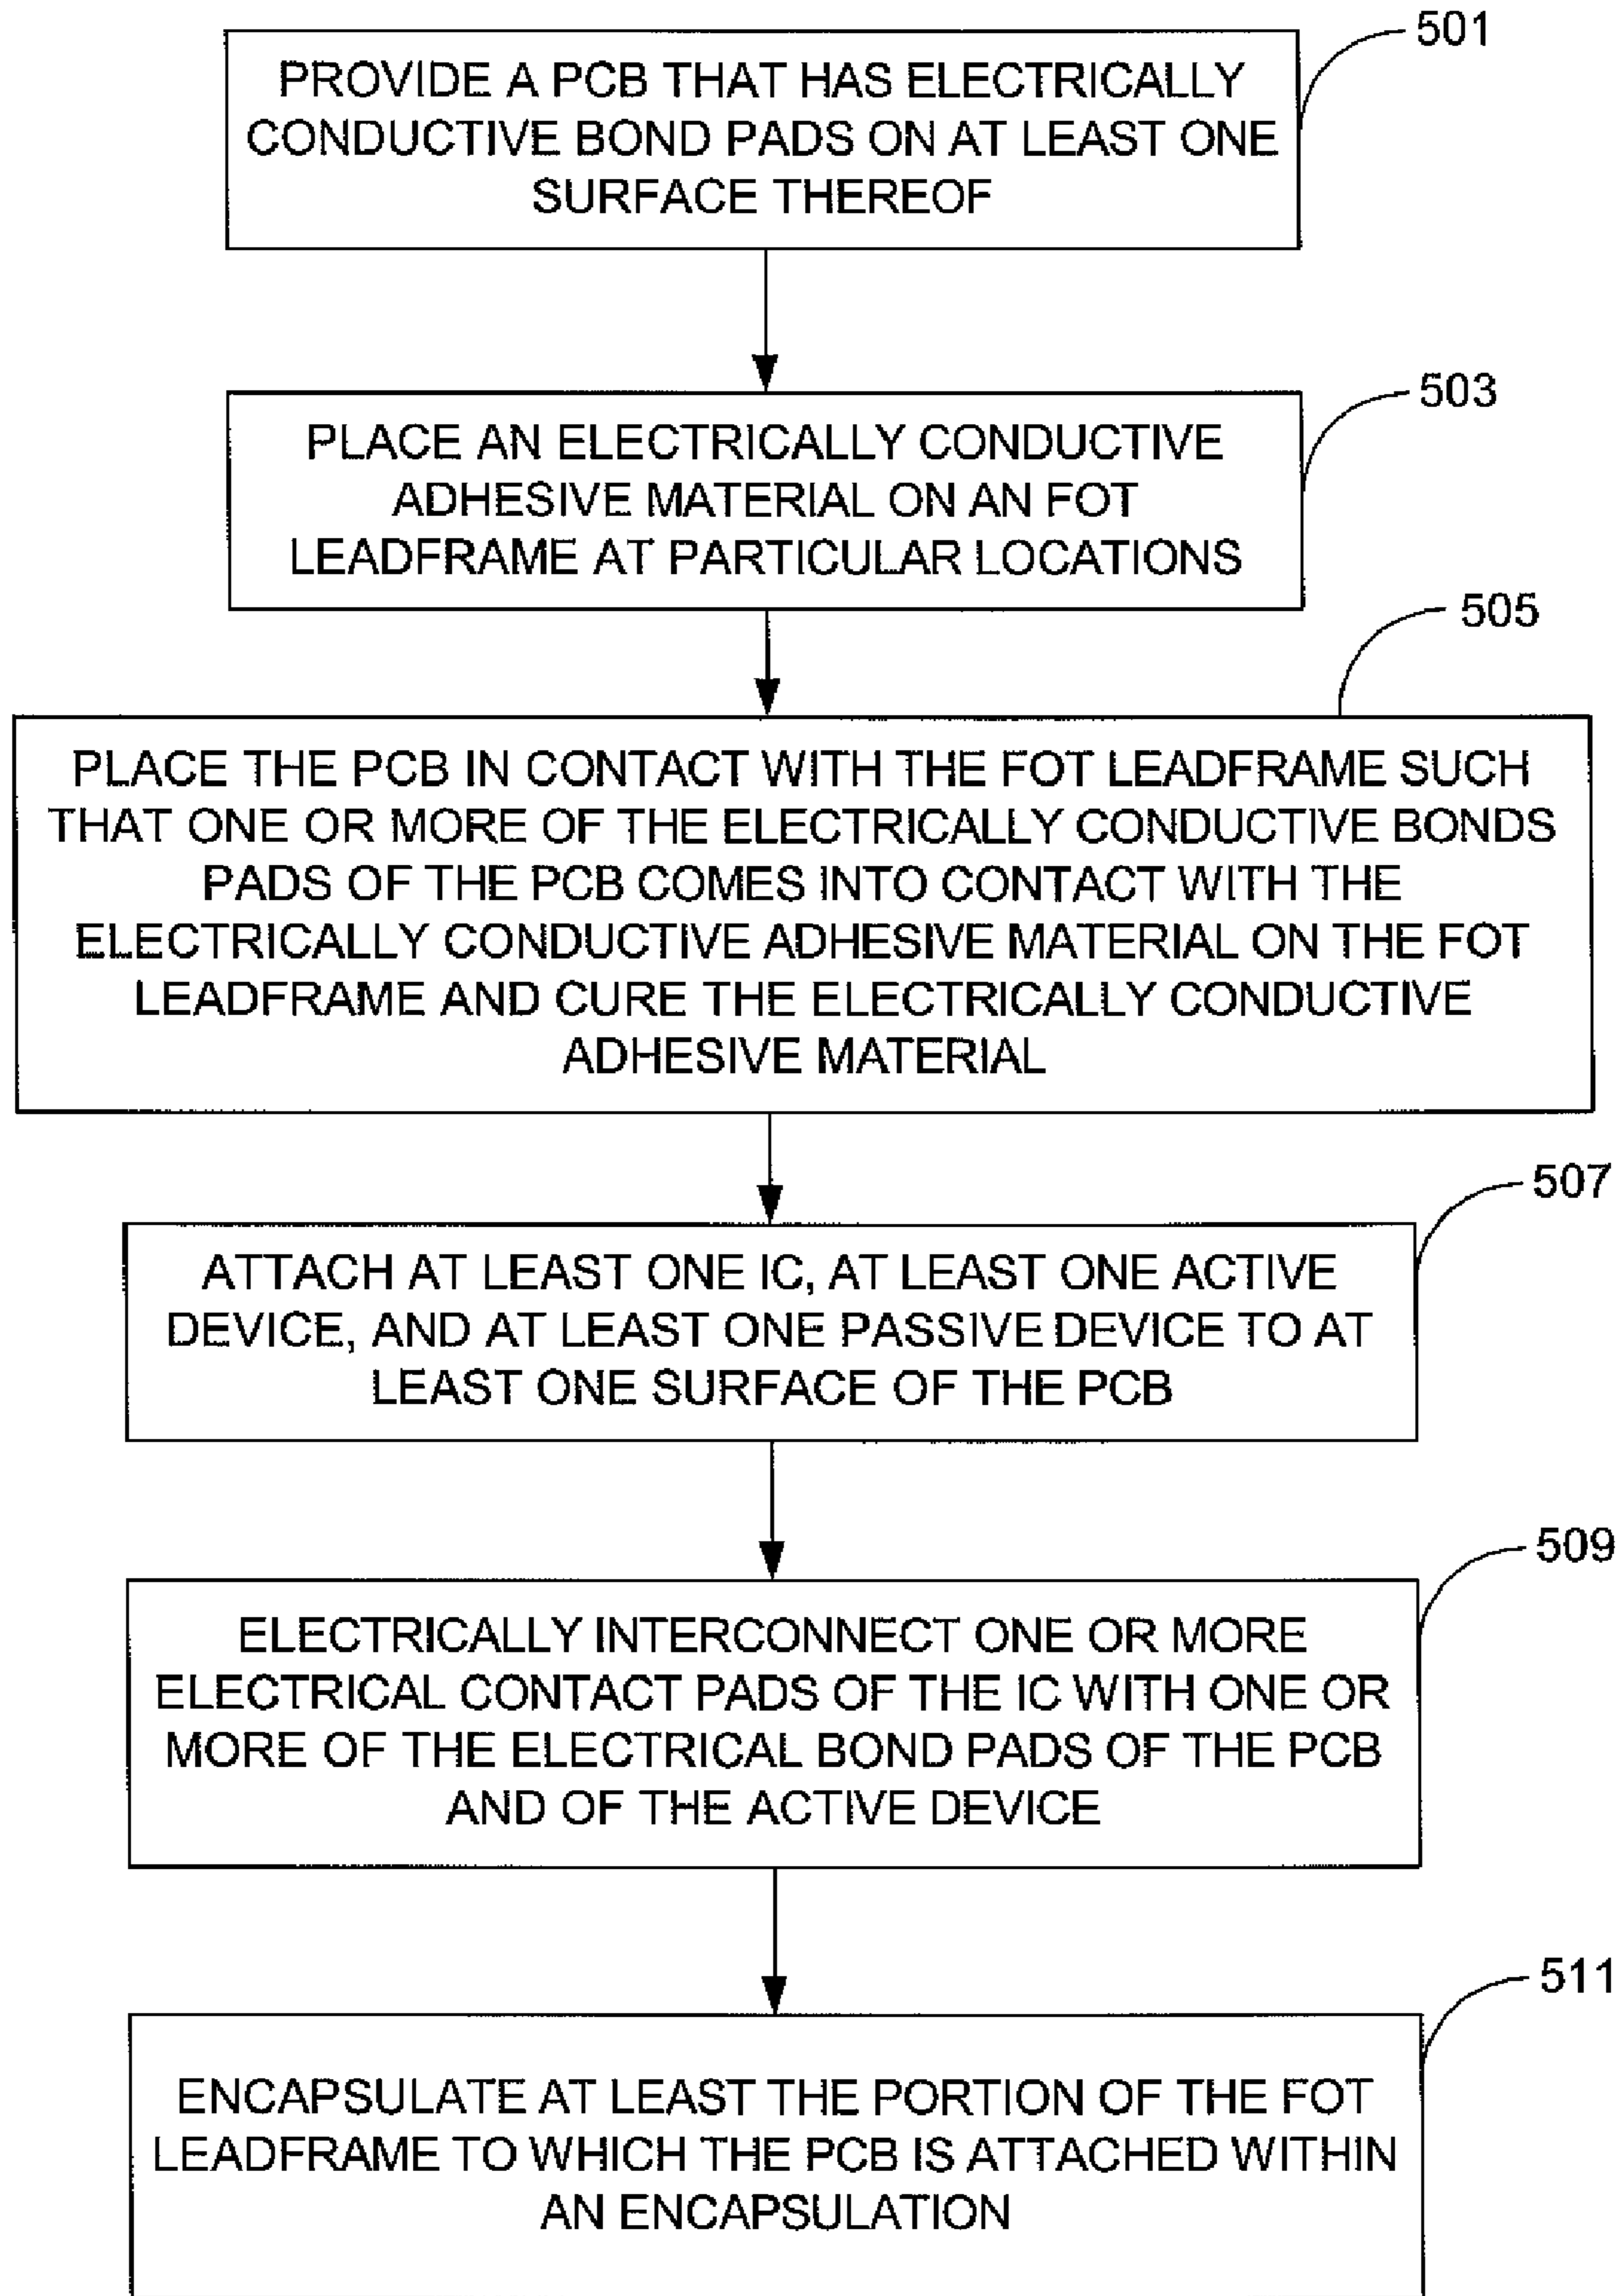 501
PROVIDE A PCB THAT HAS ELECTRICALLY
CONDUCTIVE BOND PADS ON AT LEAST ONE
SURFACE THEREOF
503
PLACE AN ELECTRICALLY CONDUCTIVE
ADHESIVE MATERIAL ON AN FOT
LEADFRAME AT PARTICULAR LOCATIONS
505
PLACE THE PCB IN CONTACT WITH THE FOT LEADFRAME SUCH
THAT ONE OR MORE OF THE ELECTRICALLY CONDUCTIVE BONDS
PADS OF THE PCB COMES INTO CONTACT WITH THE
ELECTRICALLY CONDUCTIVE ADHESIVE MATERIAL ON THE FOT
LEADFRAME AND CURE THE ELECTRICALLY CONDUCTIVE
ADHESIVE MATERIAL
507
ATTACH AT LEAST ONE IC, AT LEAST ONE ACTIVE
DEVICE, AND AT LEAST ONE PASSIVE DEVICE TO AT
LEAST ONE SURFACE OF THE PCB
509
ELECTRICALLY INTERCONNECT ONE OR MORE
ELECTRICAL CONTACT PADS OF THE IC WITH ONE OR
MORE OF THE ELECTRICAL BOND PADS OF THE PCB
AND OF THE ACTIVE DEVICE
511
ENCAPSULATE AT LEAST THE PORTION OF THE FOT
LEADFRAME TO WHICH THE PCB IS ATTACHED WITHIN
AN ENCAPSULATION